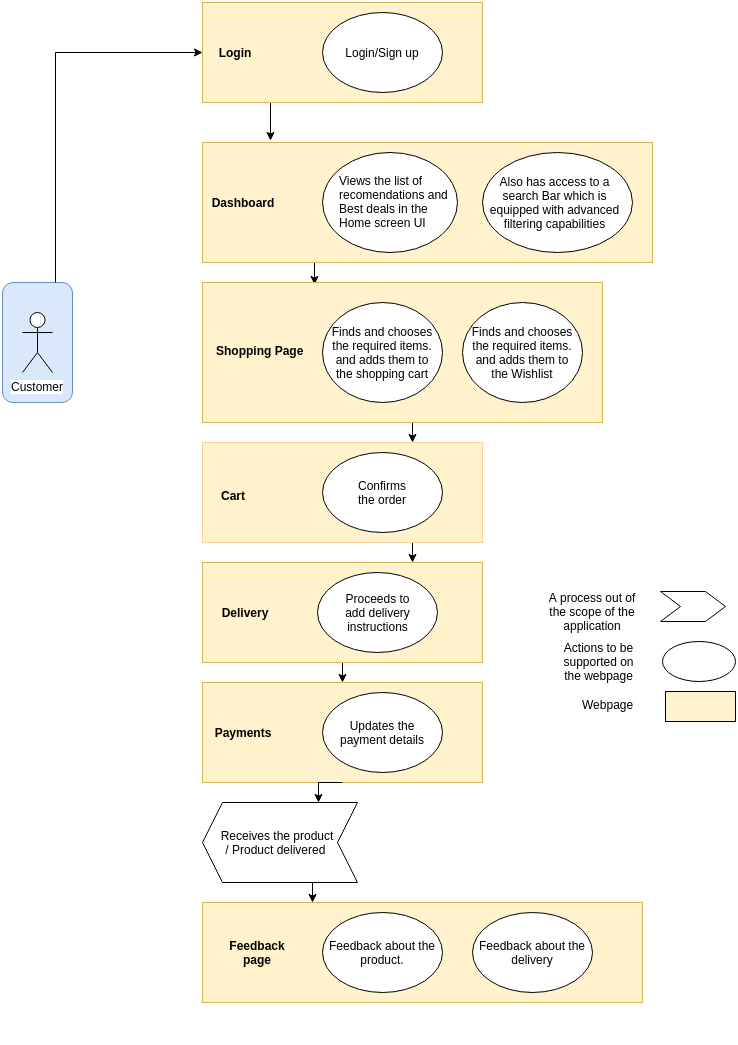 Login
Login/Sign up
Dashboard
Views the list of
recomendations and
Best deals in the
Home screen UI
Also has access to a
search Bar which is
equipped with advanced
filtering capabilities
Customer
Shopping Page
Finds and chooses
the required items.
and adds them to
the shopping cart
Finds and chooses
the required items.
and adds them to
the Wishlist
Cart
Confirms
the order
Delivery
Proceeds to
add delivery
instructions
A process out of
the scope of the
application
Actions to be
supported on
the webpage
Webpage
Payments
Updates the
payment details
Receives the product
/ Product delivered
Feedback
page
Feedback about the
product.
Feedback about the
delivery